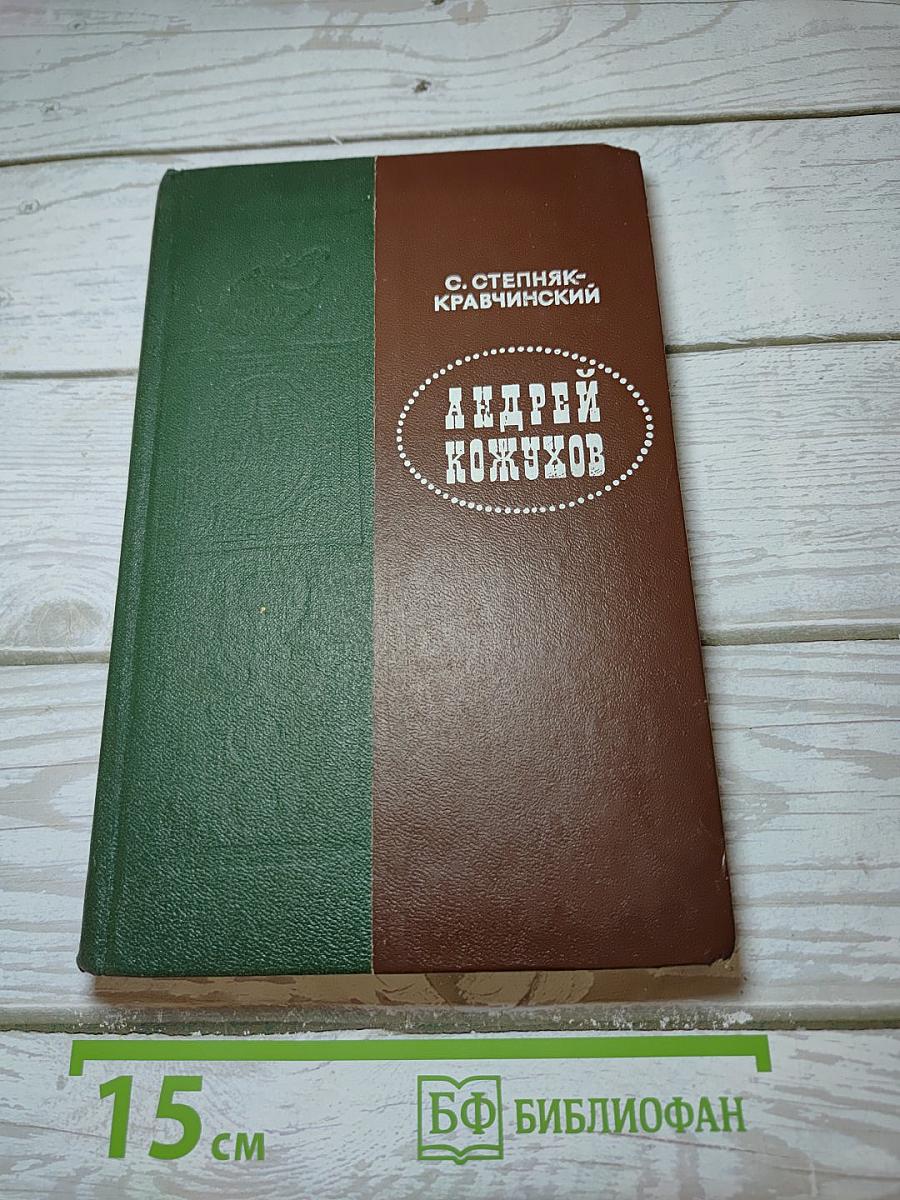 С. СТЕПНЯК-
КРАВЧИНСКИЙ
АНДРЕЙ
КОЖУХОВ
15 см
БФ БИБЛИОФАН